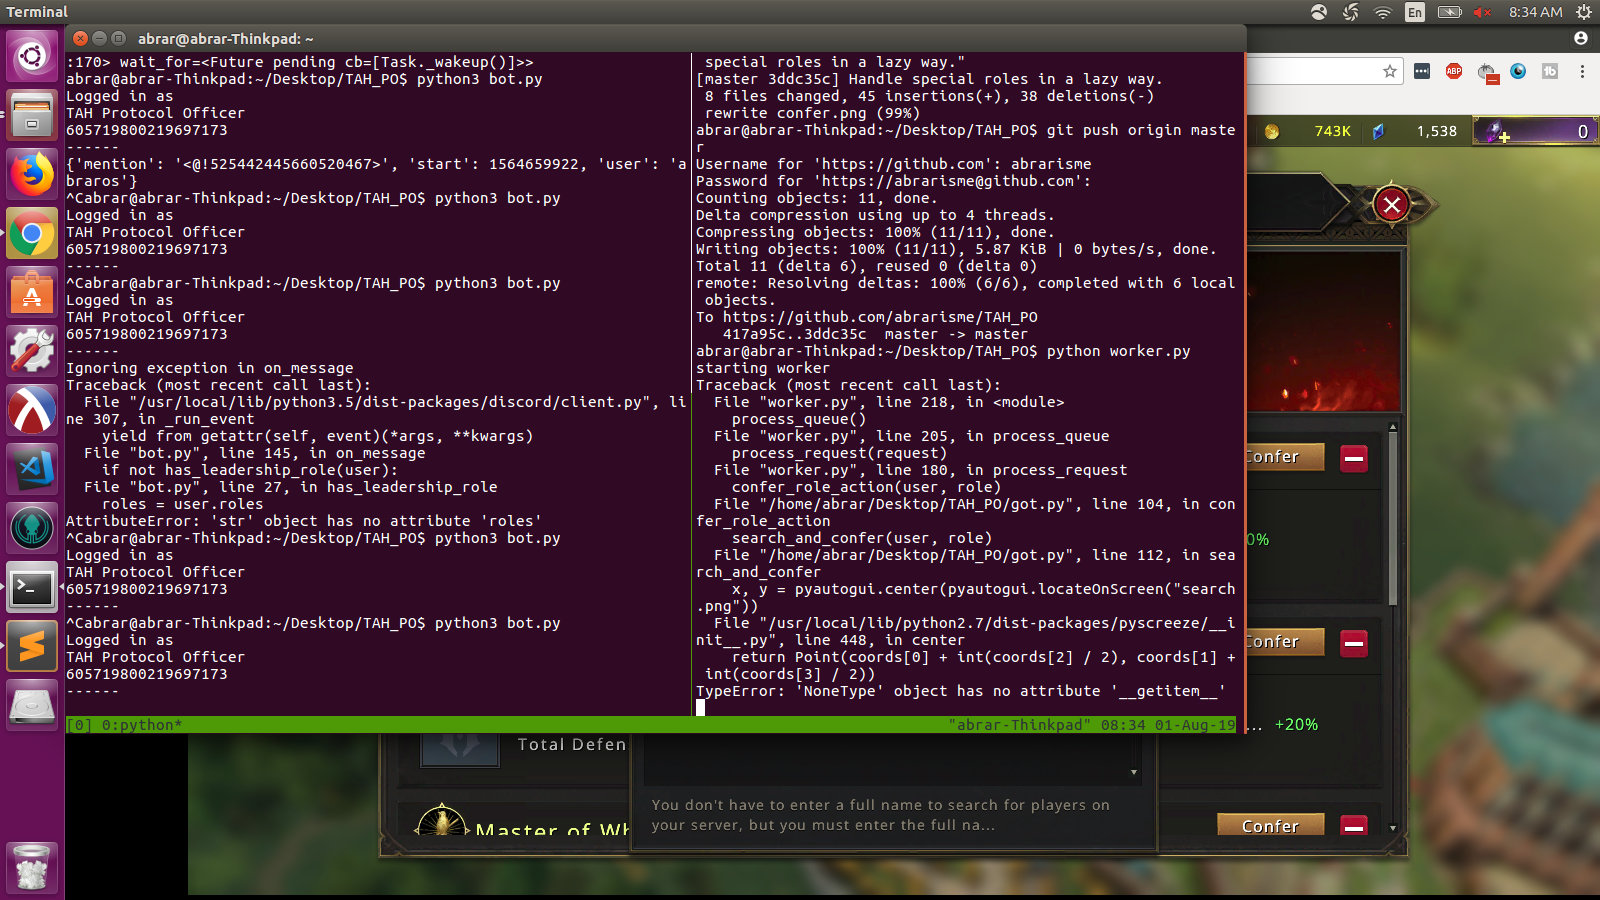 Terminal
En
8:34 AM
abrar@abrar-Thinkpad: ~
:170> wait_for=<Future pending cb=[Task._wakeup()]>>
abrar@abrar-Thinkpad:~/Desktop/TAH_PO$ python3 bot.py
Logged in as
TAH Protocol Officer
605719800219697173
------
{'mention': '<@!525442445660520467>', 'start': 1564659922, 'user': 'a
braros'}
^Cabrar@abrar-Thinkpad:~/Desktop/TAH_PO$ python3 bot.py
Logged in as
TAH Protocol Officer
605719800219697173
------
^Cabrar@abrar-Thinkpad:~/Desktop/TAH_PO$ python3 bot.py
Logged in as
TAH Protocol Officer
605719800219697173
------
Ignoring exception in on_message
Traceback (most recent call last):
  File "/usr/local/lib/python3.5/dist-packages/discord/client.py", li
ne 307, in _run_event
    yield from getattr(self, event)(*args, **kwargs)
  File "bot.py", line 145, in on_message
    if not has_leadership_role(user):
  File "bot.py", line 27, in has_leadership_role
    roles = user.roles
AttributeError: 'str' object has no attribute 'roles'
^Cabrar@abrar-Thinkpad:~/Desktop/TAH_PO$ python3 bot.py
Logged in as
TAH Protocol Officer
605719800219697173
------
^Cabrar@abrar-Thinkpad:~/Desktop/TAH_PO$ python3 bot.py
Logged in as
TAH Protocol Officer
605719800219697173
------
 special roles in a lazy way."
[master 3ddc35c] Handle special roles in a lazy way.
 8 files changed, 45 insertions(+), 38 deletions(-)
 rewrite confer.png (99%)
abrar@abrar-Thinkpad:~/Desktop/TAH_PO$ git push origin maste
r
Username for 'https://github.com': abrarisme
Password for 'https://abrarisme@github.com':
Counting objects: 11, done.
Delta compression using up to 4 threads.
Compressing objects: 100% (11/11), done.
Writing objects: 100% (11/11), 5.87 KiB | 0 bytes/s, done.
Total 11 (delta 6), reused 0 (delta 0)
remote: Resolving deltas: 100% (6/6), completed with 6 local
 objects.
To https://github.com/abrarisme/TAH_PO
   417a95c..3ddc35c  master -> master
abrar@abrar-Thinkpad:~/Desktop/TAH_PO$ python worker.py
starting worker
Traceback (most recent call last):
  File "worker.py", line 218, in <module>
    process_queue()
  File "worker.py", line 205, in process_queue
    process_request(request)
  File "worker.py", line 180, in process_request
    confer_role_action(user, role)
  File "/home/abrar/Desktop/TAH_PO/got.py", line 104, in con
fer_role_action
    search_and_confer(user, role)
  File "/home/abrar/Desktop/TAH_PO/got.py", line 112, in sea
rch_and_confer
    x, y = pyautogui.center(pyautogui.locateOnScreen("search
.png"))
  File "/usr/local/lib/python2.7/dist-packages/pyscreeze/__i
nit__.py", line 448, in center
    return Point(coords[0] + int(coords[2] / 2), coords[1] +
 int(coords[3] / 2))
TypeError: 'NoneType' object has no attribute '__getitem__'
[0] 0:python*
"abrar-Thinkpad" 08:34 01-Aug-19
ABP
tb
743K
1,538
0
Confer
0%
Confer
... +20%
Total Defen
You don't have to enter a full name to search for players on
your server, but you must enter the full na...
Master of Wh
Confer